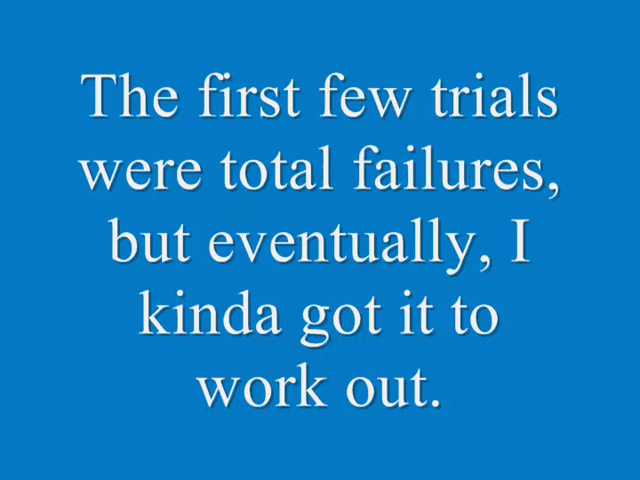 The first few trials
were total failures,
but eventually, I
kinda got it to
work out.